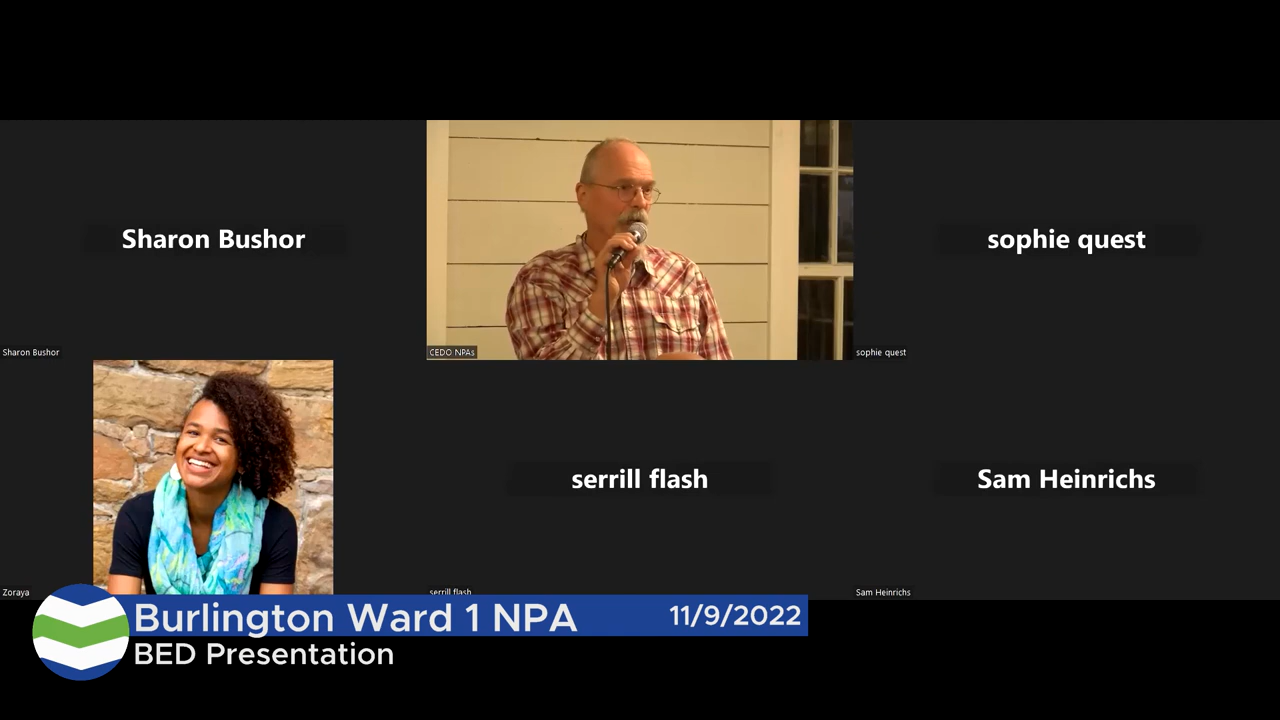 Sharon Bushor
sophie quest
Sharon Bushor
CEDO NPAs
sophie quest
serrill flash
Sam Heinrichs
Zoraya
serrill flash
Sam Heinrichs
Burlington Ward 1 NPA
11/9/2022
BED Presentation